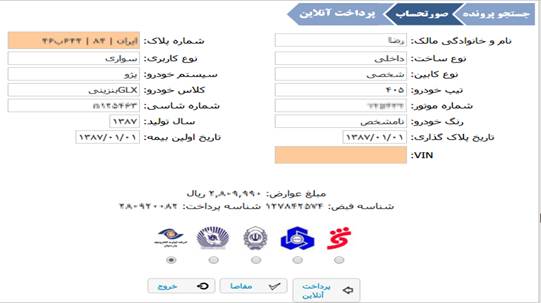 جستجو پرونده
صورتحساب
پرداخت آنلاین
نام و خانوادگی مالک: رضا
شماره پلاک: ایران | ۸۴ |
نوع ساخت: داخلی
نوع کاربری: سواری
نوع کابین: شخصی
سیستم خودرو: پژو
تیپ خودرو: ۴۰۵
کلاس خودرو: GLXبنزینی
شماره موتور:
شماره شاسی:
رنگ خودرو: نامشخص
سال تولید: ۱۳۸۷
تاریخ پلاک گذاری: ۱۳۸۷/۰۱/۰۱
تاریخ اولین بیمه: ۱۳۸۷/۰۱/۰۱
VIN:
مبلغ عوارض: ۲,۸۰۹,۹۹۰ ریال
شناسه قبض: ۱۲۷۸۴۲۵۷۴ شناسه پرداخت: ۲۸۰۹۲۰۰۸۲
پرداخت آنلاین
مفاصا
خروج